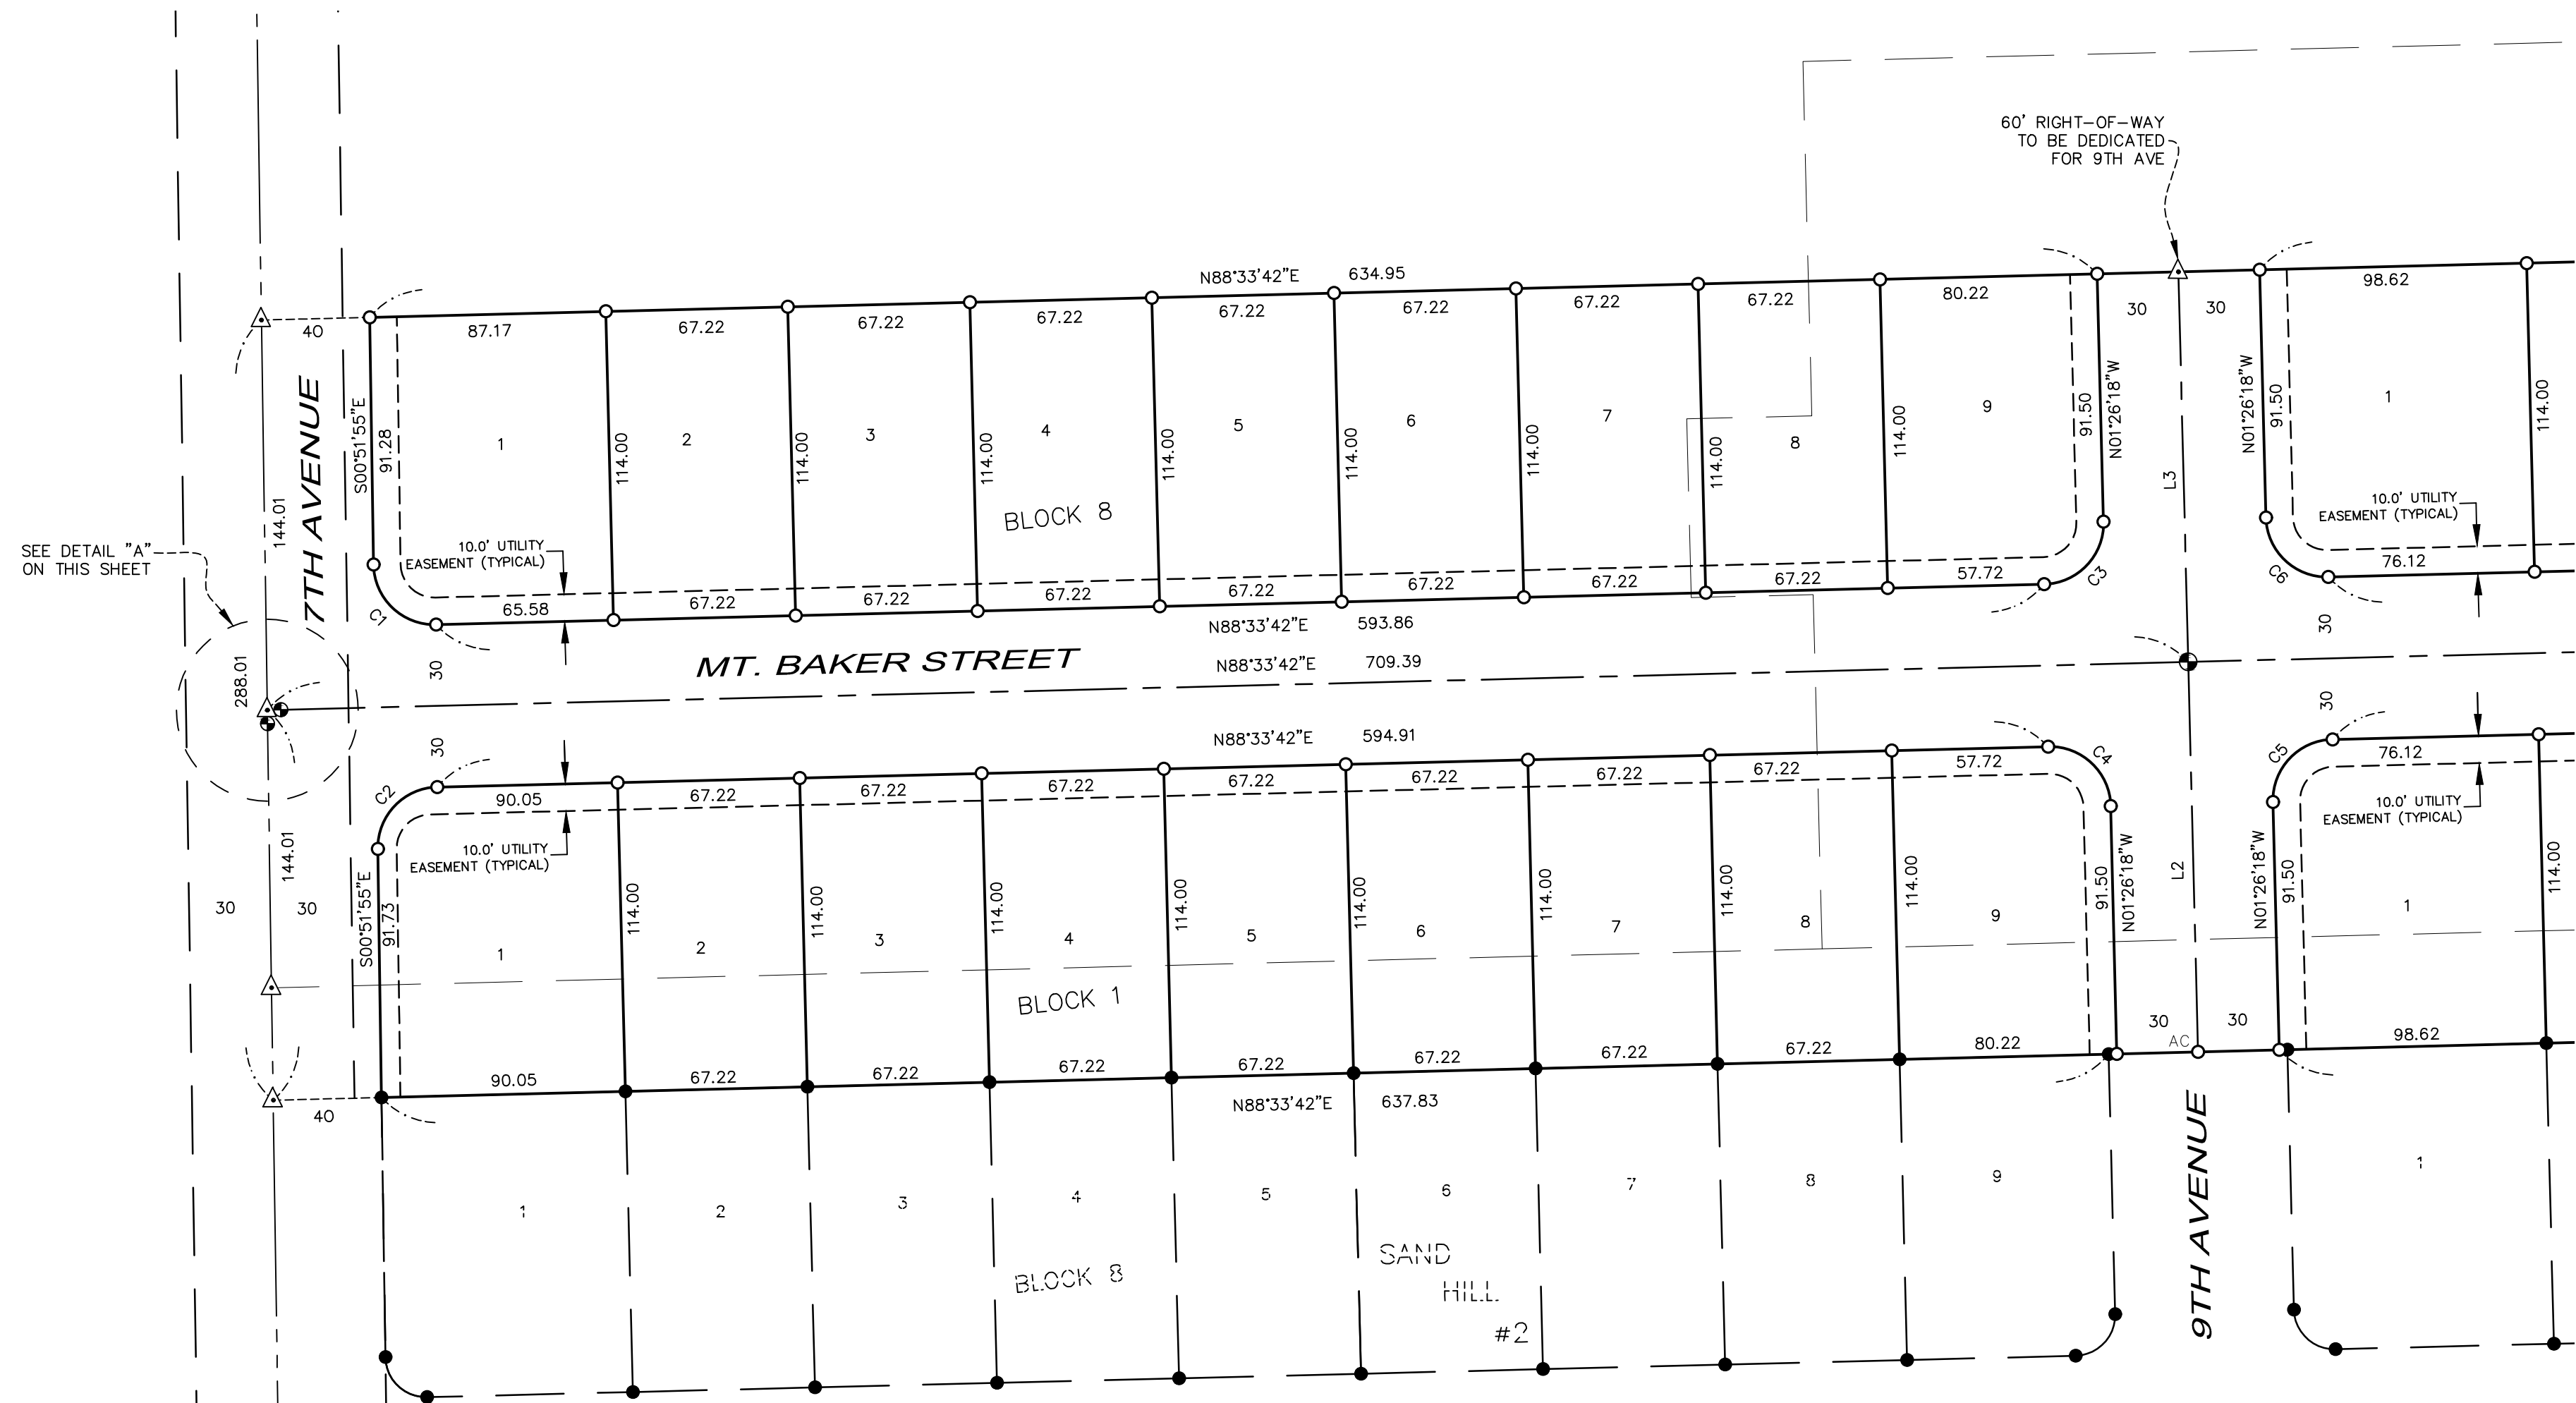 60' RIGHT-OF-WAY
TO BE DEDICATED
FOR 9TH AVE
N88°33'42"E 634.95
40
87.17
67.22
67.22
67.22
67.22
67.22
67.22
67.22
80.22
30
30
98.62
7TH AVENUE
S00°51'55"E
91.28
144.01
1
114.00
2
114.00
3
114.00
4
114.00
5
114.00
6
114.00
7
114.00
8
114.00
9
91.50
N01°26'18"W
L3
N01°26'18"W
91.50
1
114.00
BLOCK 8
SEE DETAIL "A"
ON THIS SHEET
10.0' UTILITY
EASEMENT (TYPICAL)
10.0' UTILITY
EASEMENT (TYPICAL)
C1
65.58
67.22
67.22
67.22
67.22
67.22
67.22
67.22
57.72
C3
C6
76.12
N88°33'42"E 593.86
30
30
MT. BAKER STREET
N88°33'42"E 709.39
288.01
30
30
N88°33'42"E 594.91
C2
90.05
67.22
67.22
67.22
67.22
67.22
67.22
67.22
57.72
C4
C5
76.12
10.0' UTILITY
EASEMENT (TYPICAL)
10.0' UTILITY
EASEMENT (TYPICAL)
144.01
30
30
S00°51'55"E
91.73
1
114.00
2
114.00
3
114.00
4
114.00
5
114.00
6
114.00
7
114.00
8
114.00
9
91.50
N01°26'18"W
L2
N01°26'18"W
91.50
1
114.00
BLOCK 1
30
AC
30
90.05
67.22
67.22
67.22
67.22
67.22
67.22
67.22
80.22
98.62
40
N88°33'42"E 637.83
9TH AVENUE
1
2
3
4
5
6
7
8
9
1
BLOCK 8
SAND
HILL
#2